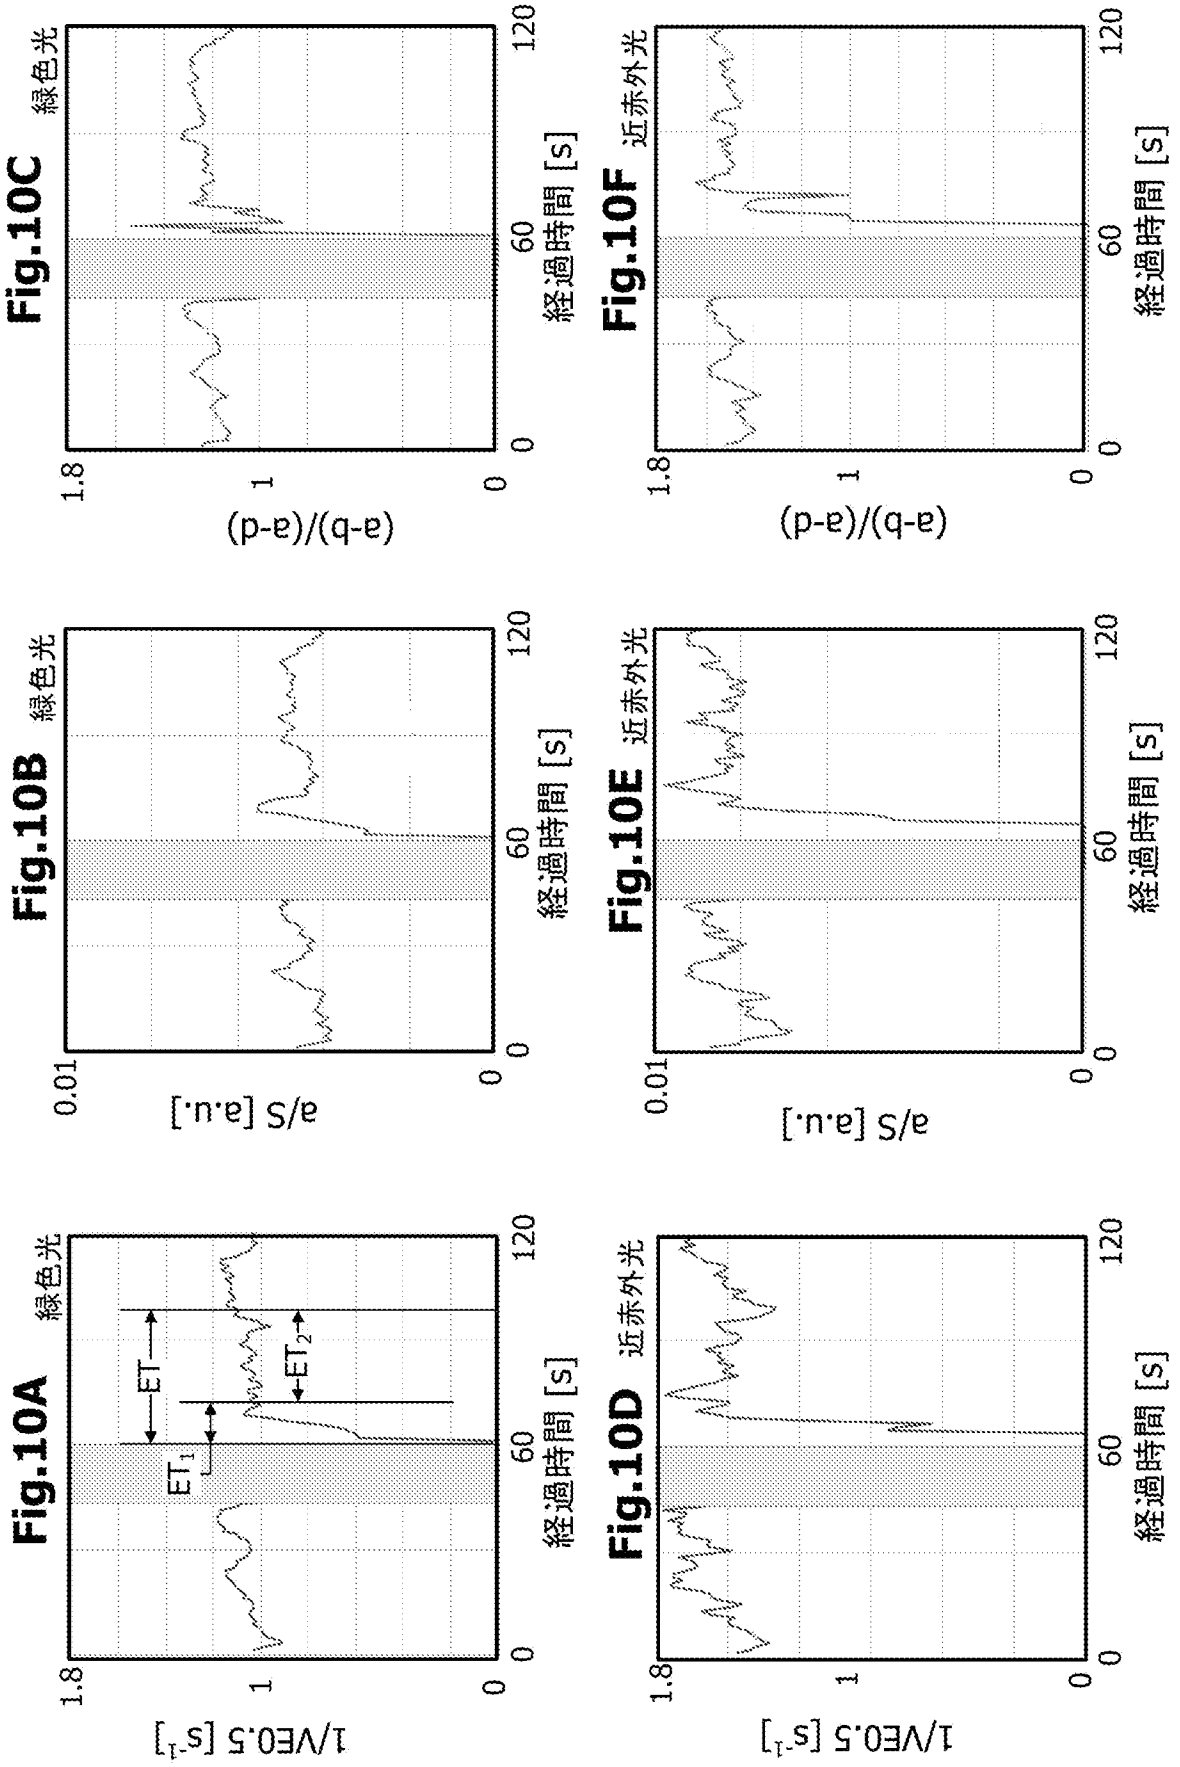 Fig.10A
緑色光
1/VE0.5 [s⁻¹]
1.8
1
0
ET
ET₁
ET₂
0
60
120
経過時間 [s]
Fig.10B
緑色光
a/S [a.u.]
0.01
0
0
60
120
経過時間 [s]
Fig.10C
緑色光
(a-b)/(a-d)
1.8
1
0
0
60
120
経過時間 [s]
Fig.10D
近赤外光
1/VE0.5 [s⁻¹]
1.8
1
0
0
60
120
経過時間 [s]
Fig.10E
近赤外光
a/S [a.u.]
0.01
0
0
60
120
経過時間 [s]
Fig.10F
近赤外光
(a-b)/(a-d)
1.8
1
0
0
60
120
経過時間 [s]